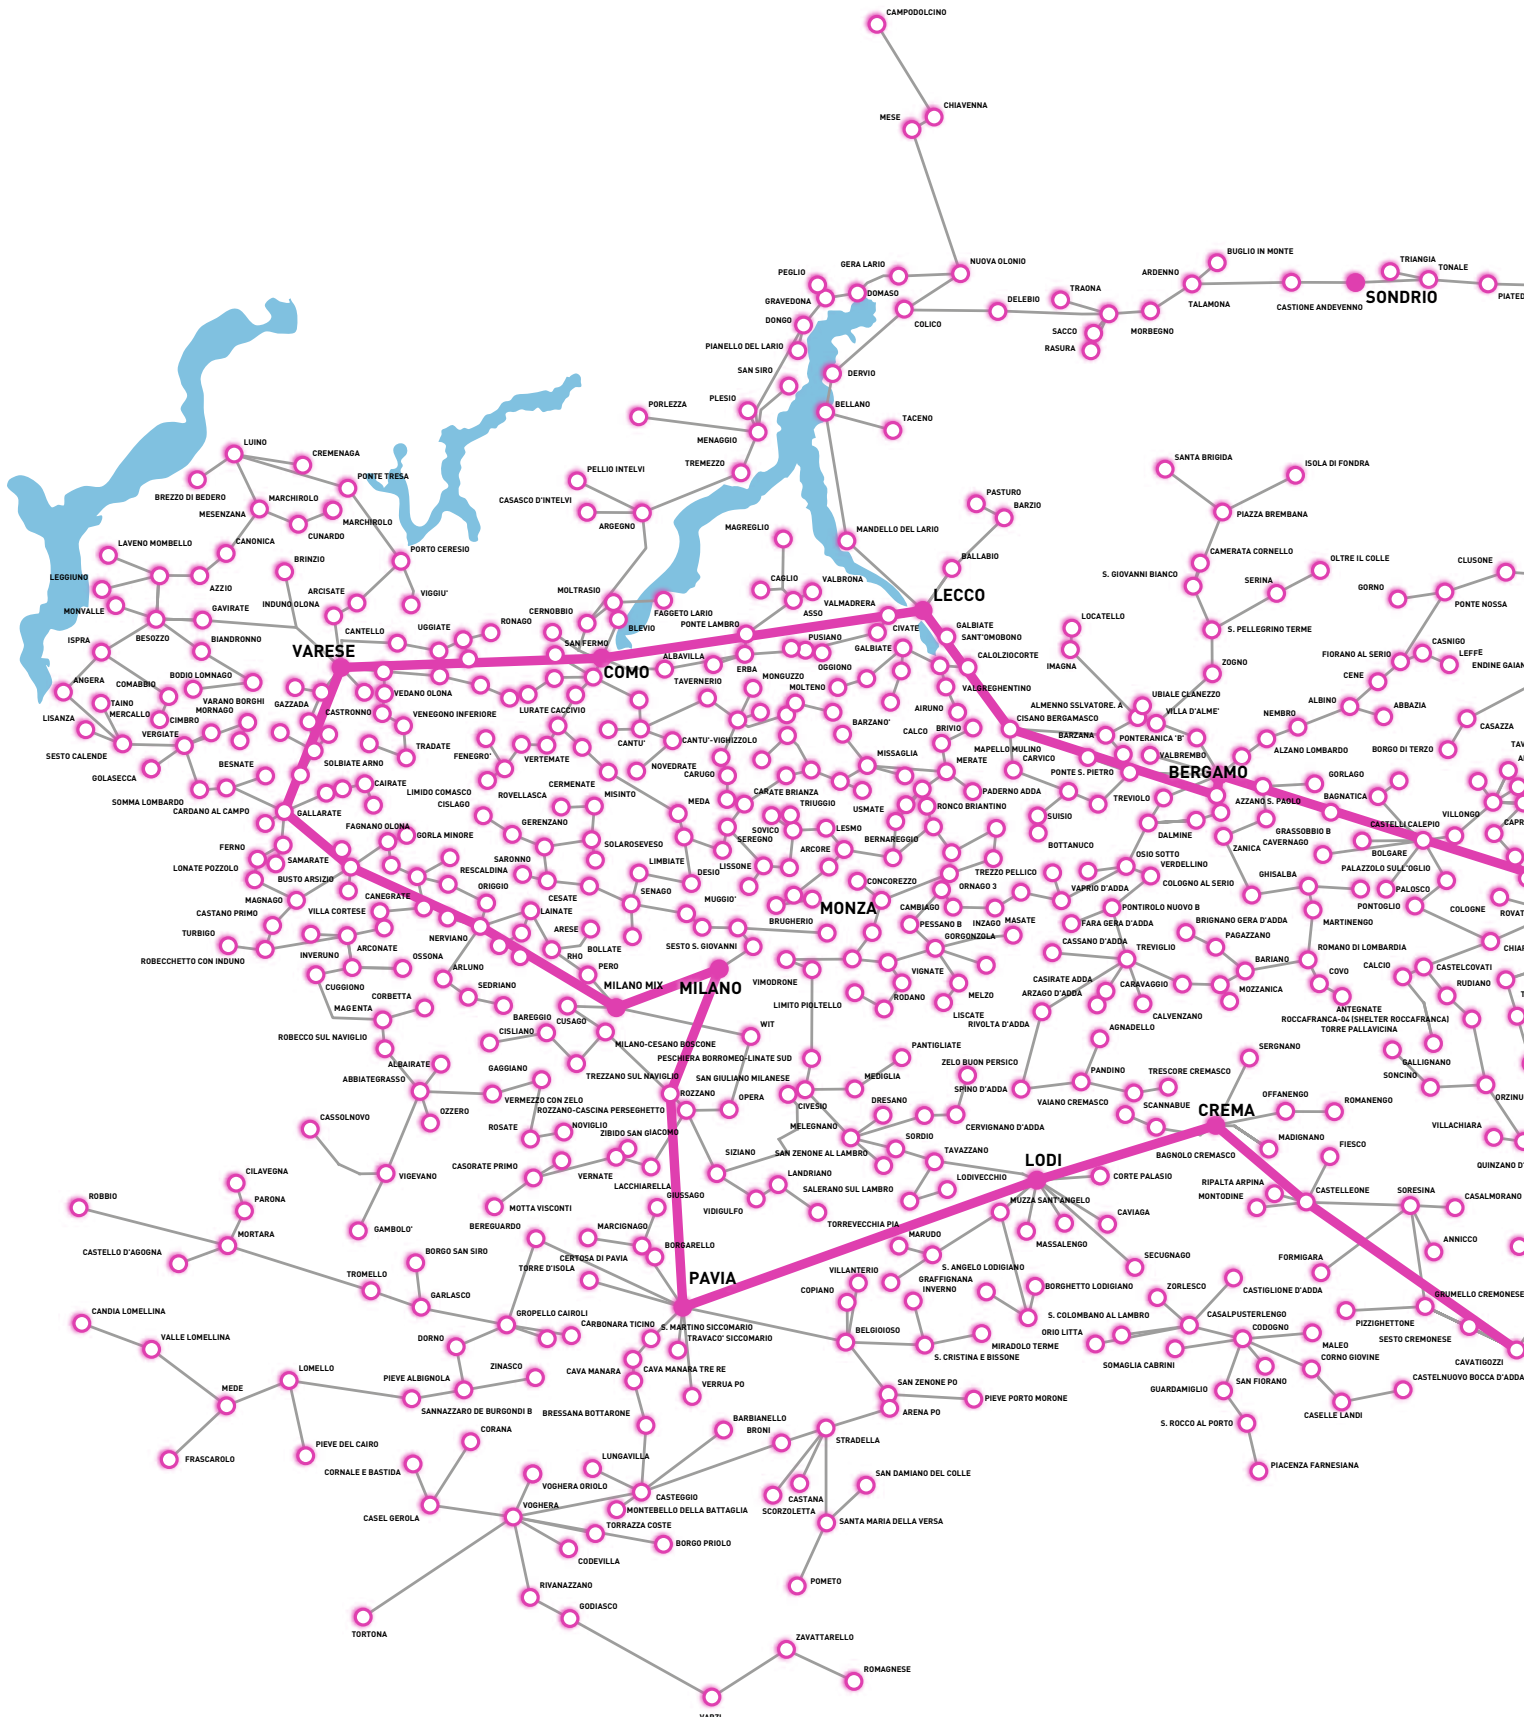 CAMPODOLCINO
CHIAVENNA
MESE
NUOVA OLONIO
GERA LARIO
PEGLIO
DOMASO
GRAVEDONA
DONGO
COLICO
PIANELLO DEL LARIO
DELEBIO
TRAONA
SACCO
RASURA
MORBEGNO
ARDENNO
BUGLIO IN MONTE
TALAMONA
CASTIONE ANDEVENNO
TRIANGIA
TONALE
SONDRIO
PIATED
SAN SIRO
DERVIO
PLESIO
PORLEZZA
BELLANO
TACENO
MENAGGIO
TREMEZZO
LUINO
CREMENAGA
PONTE TRESA
BREZZO DI BEDERO
MARCHIROLO
MESENZANA
MARCHIROLO
CUNARDO
PELLIO INTELVI
CASASCO D'INTELVI
ARGEGNO
MAGREGLIO
MANDELLO DEL LARIO
PASTURO
BARZIO
BALLABIO
SANTA BRIGIDA
ISOLA DI FONDRA
PIAZZA BREMBANA
CAMERATA CORNELLO
S. GIOVANNI BIANCO
OLTRE IL COLLE
SERINA
CLUSONE
GORNO
PONTE NOSSA
LAVENO MOMBELLO
CANONICA
LEGGIUNO
AZZIO
MONVALLE
GAVIRATE
BRINZIO
PORTO CERESIO
ARCISATE
VIGGIU'
INDUNO OLONA
BESOZZO
ISPRA
BIANDRONNO
CANTELLO
UGGIATE
RONAGO
MOLTRASIO
CERNOBBIO
FAGGETO LARIO
BLEVIO
SAN FERMO
CAGLIO
VALBRONA
ASSO
VALMADRERA
PONTE LAMBRO
LECCO
GALBIATE
SANT'OMOBONO
CALOLZIOCORTE
CIVATE
PUSIANO
GALBIATE
OGGIONO
LOCATELLO
IMAGNA
S. PELLEGRINO TERME
ZOGNO
FIORANO AL SERIO
CASNIGO
LEFFE
ENDINE GAIAN
CENE
VARESE
COMO
ALBAVILLA
ERBA
TAVERNERIO
MONGUZZO
MOLTENO
VALGREGHENTINO
AIRUNO
ANGERA
COMABBIO
BODIO LOMNAGO
TAINO
MERCALLO
VARANO BORGHI
MORNAGO
CIMBRO
LISANZA
VERGIATE
SESTO CALENDE
GOLASECCA
GAZZADA
CASTRONNO
VEDANO OLONA
VENEGONO INFERIORE
TRADATE
SOLBIATE ARNO
BESNATE
SOMMA LOMBARDO
CARDANO AL CAMPO
GALLARATE
CAIRATE
FENEGRO'
LURATE CACCIVIO
VERTEMATE
CANTU'
CANTU'-VIGHIZZOLO
NOVEDRATE
CERMENATE
LIMIDO COMASCO
ROVELLASCA
MISINTO
CISLAGO
GERENZANO
SOLAROSEVESO
SARONNO
CARUGO
MEDA
CARATE BRIANZA
BARZANO'
MISSAGLIA
CALCO
BRIVIO
MERATE
PADERNO ADDA
CISANO BERGAMASCO
BARZANA
MAPELLO MULINO
CARVICO
PONTE S. PIETRO
ALMENNO SSLVATORE. A
UBIALE CLANEZZO
VILLA D'ALME'
PONTERANICA 'B'
VALBREMBO
NEMBRO
ALBINO
ABBAZIA
ALZANO LOMBARDO
CASAZZA
BORGO DI TERZO
BERGAMO
TREVIOLO
AZZANO S. PAOLO
GORLAGO
BAGNATICA
GRASSOBBIO B
CASTELLI CALEPIO
CAVERNAGO
BOLGARE
VILLONGO
CAPR
TAV
DALMINE
ZANICA
PALAZZOLO SULL'OGLIO
GHISALBA
PALOSCO
PONTOGLIO
COLOGNE
ROVAT
CHIAR
SUISIO
BOTTANUCO
OSIO SOTTO
VERDELLINO
COLOGNO AL SERIO
VAPRIO D'ADDA
PONTIROLO NUOVO B
FARA GERA D'ADDA
MARTINENGO
BRIGNANO GERA D'ADDA
PAGAZZANO
ROMANO DI LOMBARDIA
FERNO
FAGNANO OLONA
GORLA MINORE
LONATE POZZOLO
SAMARATE
BUSTO ARSIZIO
RESCALDINA
MAGNAGO
CANEGRATE
ORIGGIO
CASTANO PRIMO
VILLA CORTESE
TURBIGO
ARCONATE
NERVIANO
ROBECCHETTO CON INDUNO
INVERUNO
OSSONA
CUGGIONO
ARLUNO
CESATE
LAINATE
ARESE
BOLLATE
RHO
PERO
LIMBIATE
SENAGO
DESIO
MUGGIO'
SEREGNO
LISSONE
SOVICO
TRIUGGIO
LESMO
ARCORE
USMATE
BERNAREGGIO
RONCO BRIANTINO
CONCOREZZO
MONZA
BRUGHERIO
SESTO S. GIOVANNI
TREZZO PELLICO
ORNAGO 3
CAMBIAGO
PESSANO B
INZAGO
MASATE
GORGONZOLA
CASSANO D'ADDA
TREVIGLIO
CASIRATE ADDA
ARZAGO D'ADDA
CARAVAGGIO
CALVENZANO
BARIANO
MOZZANICA
COVO
ANTEGNATE
CALCIO
CASTELCOVATI
RUDIANO
ROCCAFRANCA-04 (SHELTER ROCCAFRANCA)
TORRE PALLAVICINA
MILANO
MILANO MIX
VIMODRONE
LIMITO PIOLTELLO
VIGNATE
RODANO
MELZO
LISCATE
RIVOLTA D'ADDA
AGNADELLO
SERGNANO
GALLIGNANO
SONCINO
ORZINU
CORBETTA
MAGENTA
SEDRIANO
BAREGGIO
CISLIANO
CUSAGO
ROBECCO SUL NAVIGLIO
MILANO-CESANO BOSCONE
WIT
PESCHIERA BORROMEO-LINATE SUD
TREZZANO SUL NAVIGLIO
ALBAIRATE
ABBIATEGRASSO
GAGGIANO
VERMEZZO CON ZELO
OZZERO
ROZZANO
ROZZANO-CASCINA PERSEGHETTO
SAN GIULIANO MILANESE
OPERA
CIVESIO
PANTIGLIATE
MEDIGLIA
ZELO BUON PERSICO
SPINO D'ADDA
PANDINO
TRESCORE CREMASCO
VAIANO CREMASCO
SCANNABUE
CREMA
OFFANENGO
ROMANENGO
MADIGNANO
FIESCO
BAGNOLO CREMASCO
VILLACHIARA
QUINZANO D'
CASSOLNOVO
VIGEVANO
GAMBOLO'
ROSATE
NOVIGLIO
ZIBIDO SAN GIACOMO
CASORATE PRIMO
VERNATE
LACCHIARELLA
MOTTA VISCONTI
SIZIANO
MELEGNANO
DRESANO
CERVIGNANO D'ADDA
SAN ZENONE AL LAMBRO
SORDIO
TAVAZZANO
LANDRIANO
SALERANO SUL LAMBRO
LODIVECCHIO
VIDIGULFO
TORREVECCHIA PIA
LODI
CORTE PALASIO
MUZZA SANT'ANGELO
CAVIAGA
MASSALENGO
SECUGNAGO
RIPALTA ARPINA
MONTODINE
CASTELLEONE
SORESINA
CASALMORANO
ANNICCO
FORMIGARA
ROBBIO
CILAVEGNA
PARONA
MORTARA
CASTELLO D'AGOGNA
TROMELLO
BORGO SAN SIRO
GARLASCO
BEREGUARDO
MARCIGNAGO
GIUSSAGO
BORGARELLO
CERTOSA DI PAVIA
TORRE D'ISOLA
PAVIA
MARUDO
S. ANGELO LODIGIANO
VILLANTERIO
GRAFFIGNANA
INVERNO
COPIANO
BORGHETTO LODIGIANO
S. COLOMBANO AL LAMBRO
ORIO LITTA
ZORLESCO
CASTIGLIONE D'ADDA
CASALPUSTERLENGO
CODOGNO
SOMAGLIA CABRINI
MALEO
CORNO GIOVINE
SAN FIORANO
PIZZIGHETTONE
GRUMELLO CREMONESE
SESTO CREMONESE
CAVATIGOZZI
CASTELNUOVO BOCCA D'ADDA
CASELLE LANDI
GUARDAMIGLIO
S. ROCCO AL PORTO
PIACENZA FARNESIANA
CANDIA LOMELLINA
VALLE LOMELLINA
MEDE
LOMELLO
FRASCAROLO
PIEVE DEL CAIRO
GROPELLO CAIROLI
DORNO
CARBONARA TICINO
S. MARTINO SICCOMARIO
TRAVACO' SICCOMARIO
CAVA MANARA
CAVA MANARA TRE RE
VERRUA PO
ZINASCO
PIEVE ALBIGNOLA
SANNAZZARO DE BURGONDI B
BELGIOIOSO
MIRADOLO TERME
S. CRISTINA E BISSONE
SAN ZENONE PO
ARENA PO
PIEVE PORTO MORONE
BRESSANA BOTTARONE
BARBIANELLO
BRONI
STRADELLA
CORANA
CORNALE E BASTIDA
CASEL GEROLA
LUNGAVILLA
VOGHERA ORIOLO
VOGHERA
CASTEGGIO
MONTEBELLO DELLA BATTAGLIA
TORRAZZA COSTE
CODEVILLA
BORGO PRIOLO
CASTANA
SCORZOLETTA
SAN DAMIANO DEL COLLE
SANTA MARIA DELLA VERSA
POMETO
TORTONA
RIVANAZZANO
GODIASCO
ZAVATTARELLO
ROMAGNESE
VARZI